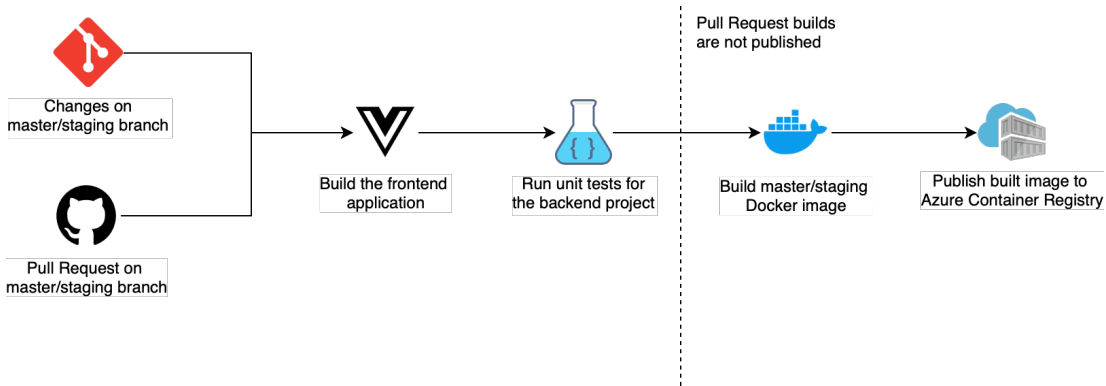 Pull Request builds
are not published
Changes on
master/staging branch
Build the frontend
application
Run unit tests for
the backend project
{ }
Build master/staging
Docker image
Publish built image to
Azure Container Registry
Pull Request on
master/staging branch